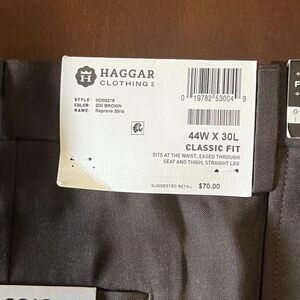 HAGGAR
CLOTHING CO
STYLE: HD00218
COLOR: 200 BROWN
NAME: Repreve Stria
0 19782 53004 9
44W X 30L
CLASSIC FIT
SITS AT THE WAIST, EASED THROUGH
SEAT AND THIGH, STRAIGHT LEG
SUGGESTED RETAIL $70.00